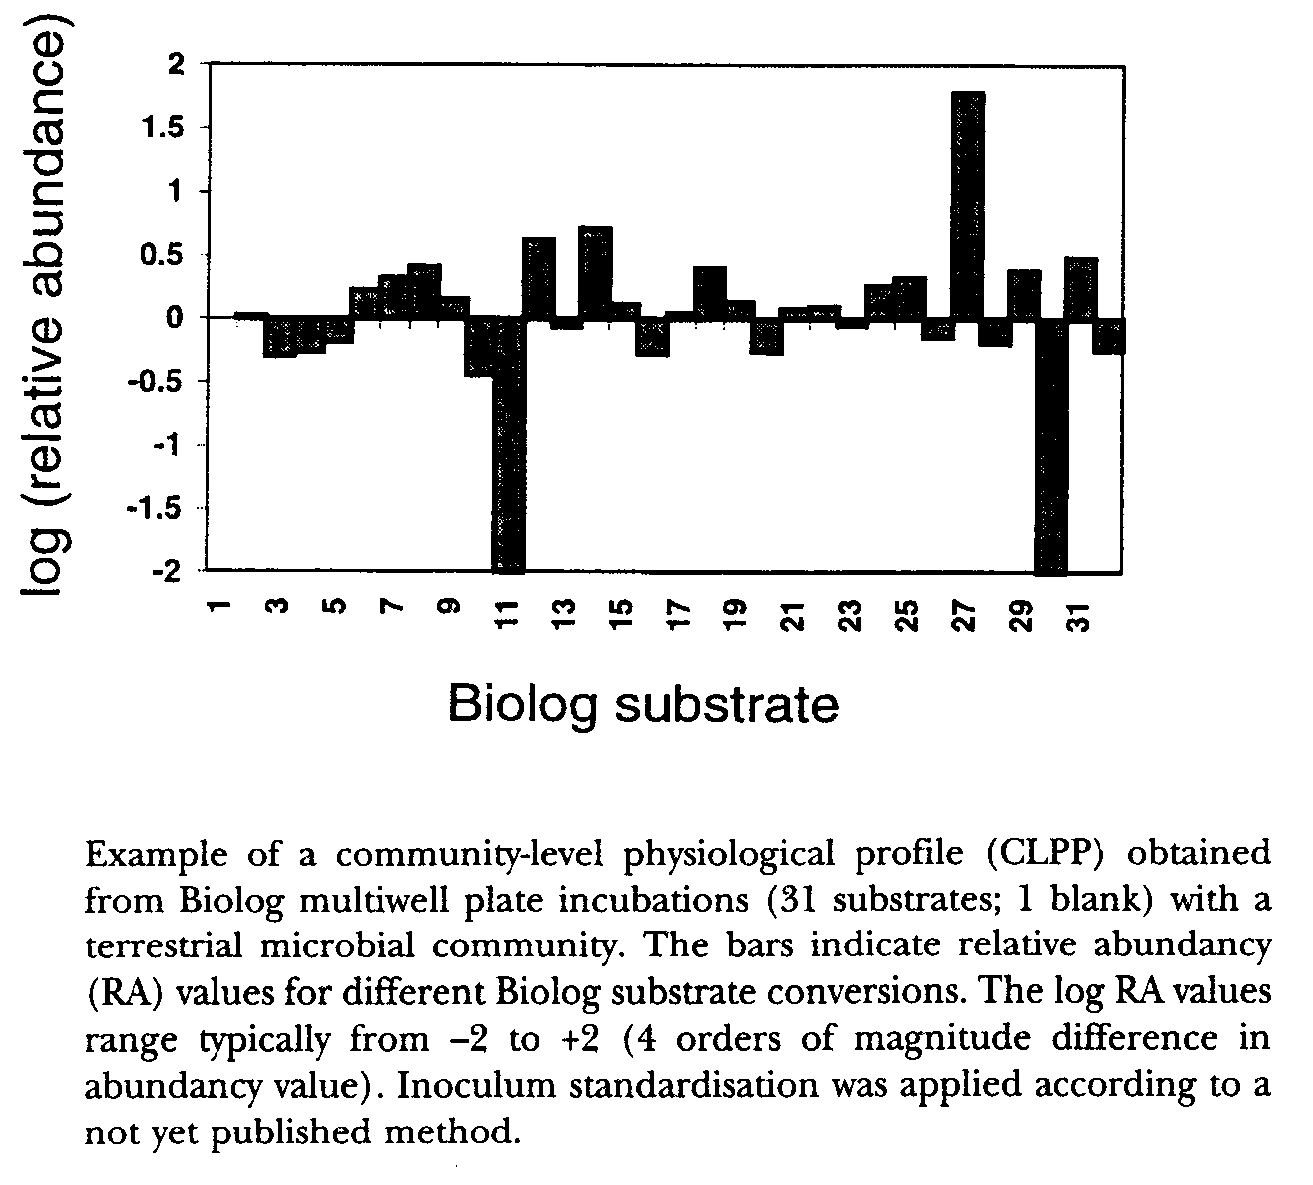 log (relative abundance)
2
1.5
1
0.5
0
-0.5
-1
-1.5
-2
1 3 5 7 9 11 13 15 17 19 21 23 25 27 29 31
Biolog substrate
Example of a community-level physiological profile (CLPP) obtained
from Biolog multiwell plate incubations (31 substrates; 1 blank) with a
terrestrial microbial community. The bars indicate relative abundancy
(RA) values for different Biolog substrate conversions. The log RA values
range typically from –2 to +2 (4 orders of magnitude difference in
abundancy value). Inoculum standardisation was applied according to a
not yet published method.